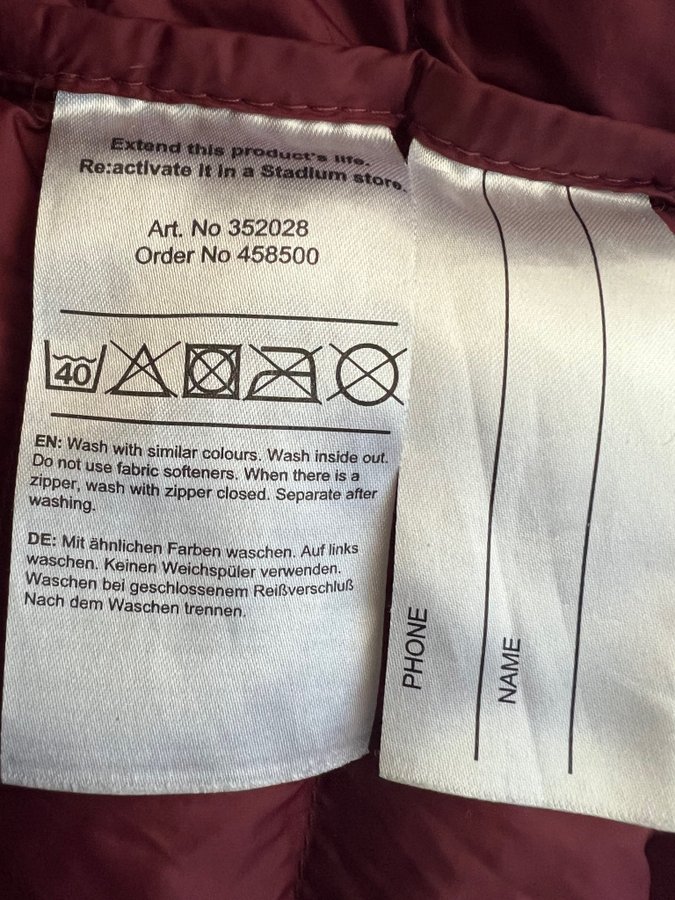 Extend this product's life.
Re:activate it in a Stadium store.
Art. No 352028
Order No 458500
40
EN: Wash with similar colours. Wash inside out.
Do not use fabric softeners. When there is a
zipper, wash with zipper closed. Separate after
washing.
DE: Mit ähnlichen Farben waschen. Auf links
waschen. Keinen Weichspüler verwenden.
Waschen bei geschlossenem Reißverschluß
Nach dem Waschen trennen.
PHONE
NAME